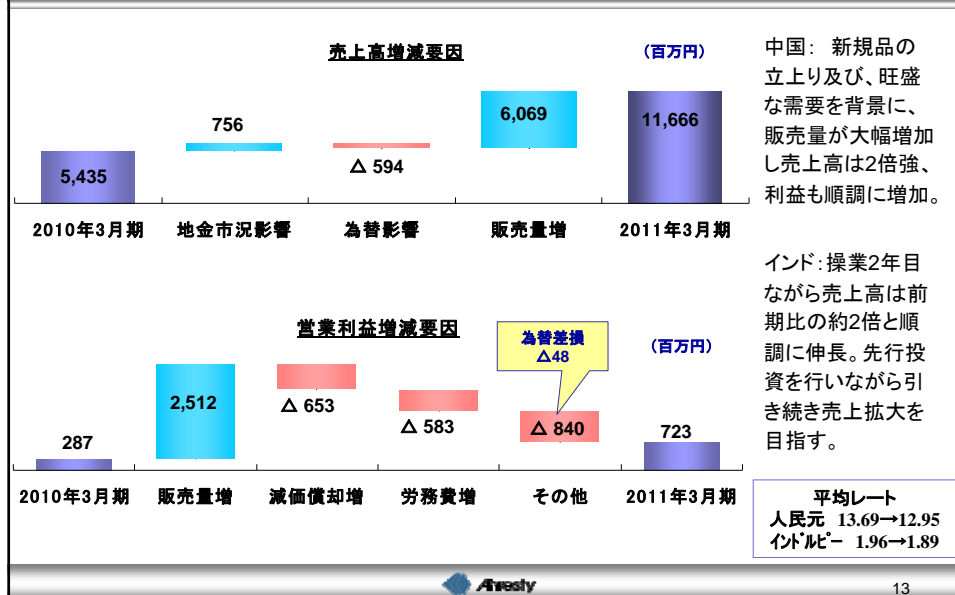 売上高増減要因
(百万円)
5,435
756
△ 594
6,069
11,666
2010年3月期
地金市況影響
為替影響
販売量増
2011年3月期
中国： 新規品の
立上り及び、旺盛
な需要を背景に、
販売量が大幅増加
し売上高は2倍強、
利益も順調に増加。
営業利益増減要因
(百万円)
287
2,512
△ 653
△ 583
為替差損
△48
△ 840
723
2010年3月期
販売量増
減価償却増
労務費増
その他
2011年3月期
インド：操業2年目
ながら売上高は前
期比の約2倍と順
調に伸長。先行投
資を行いながら引
き続き売上拡大を
目指す。
平均レート
人民元 13.69→12.95
インドルピー 1.96→1.89
Ahresty
13